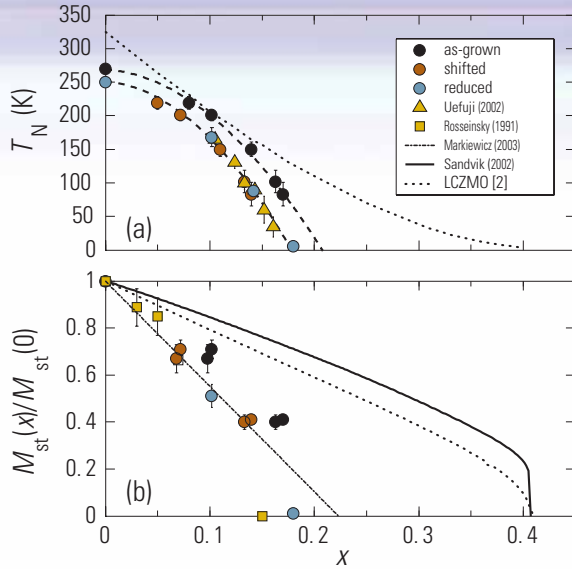 350
300
250
200
150
100
50
0
T_N (K)
(a)
as-grown
shifted
reduced
Uefuji (2002)
Rosseinsky (1991)
Markiewicz (2003)
Sandvik (2002)
LCZMO [2]
1
0.8
0.6
0.4
0.2
0
M_st(x)/M_st(0)
(b)
0 0.1 0.2 0.3 0.4
x